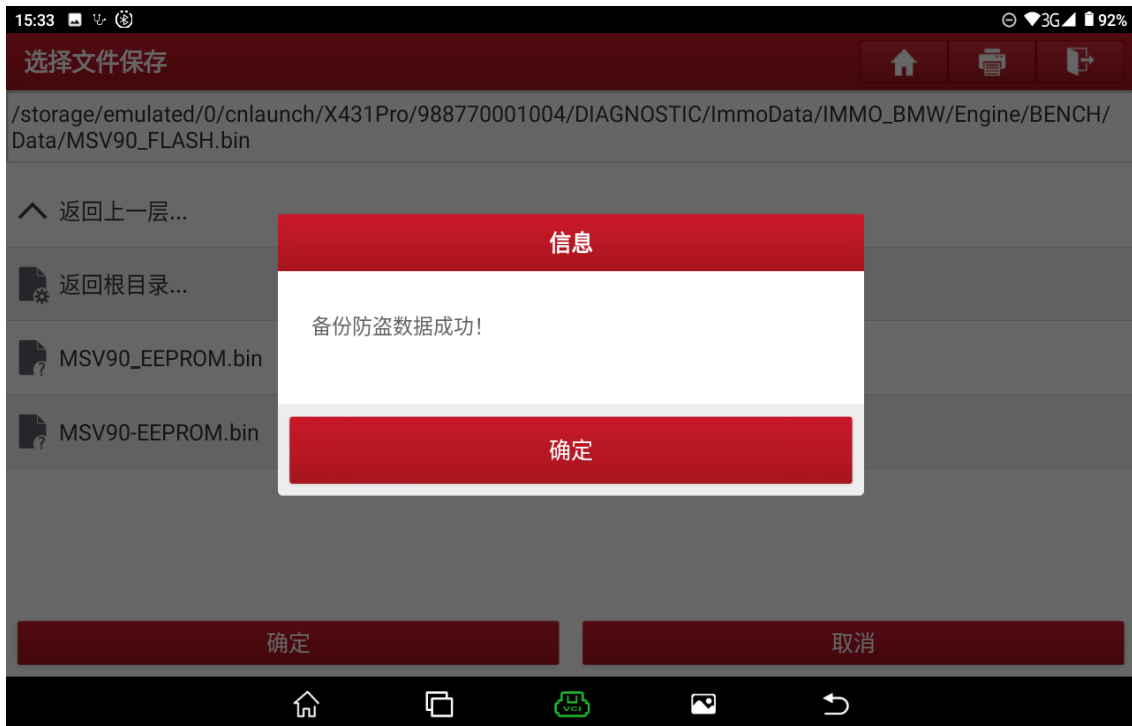 15:33
3G 92%
选择文件保存
/storage/emulated/0/cnlaunch/X431Pro/988770001004/DIAGNOSTIC/ImmoData/IMMO_BMW/Engine/BENCH/
Data/MSV90_FLASH.bin
返回上一层...
信息
返回根目录...
备份防盗数据成功!
MSV90_EEPROM.bin
MSV90-EEPROM.bin
确定
确定
取消
VCI